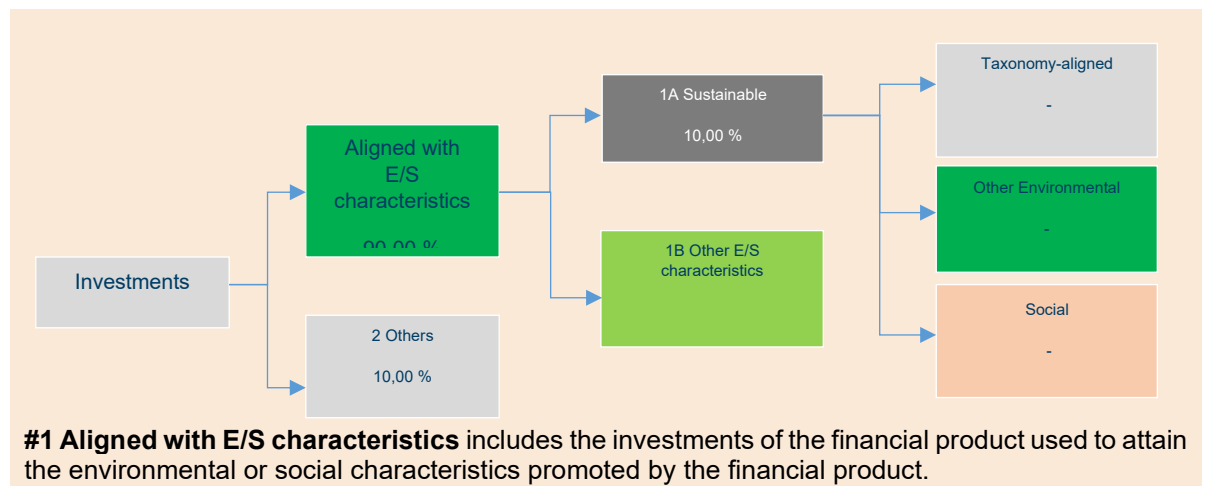 Taxonomy-aligned
-
1A Sustainable
10,00 %
Aligned with
E/S
characteristics
90,00 %
Other Environmental
-
1B Other E/S
characteristics
Investments
Social
-
2 Others
10,00 %
#1 Aligned with E/S characteristics includes the investments of the financial product used to attain
the environmental or social characteristics promoted by the financial product.